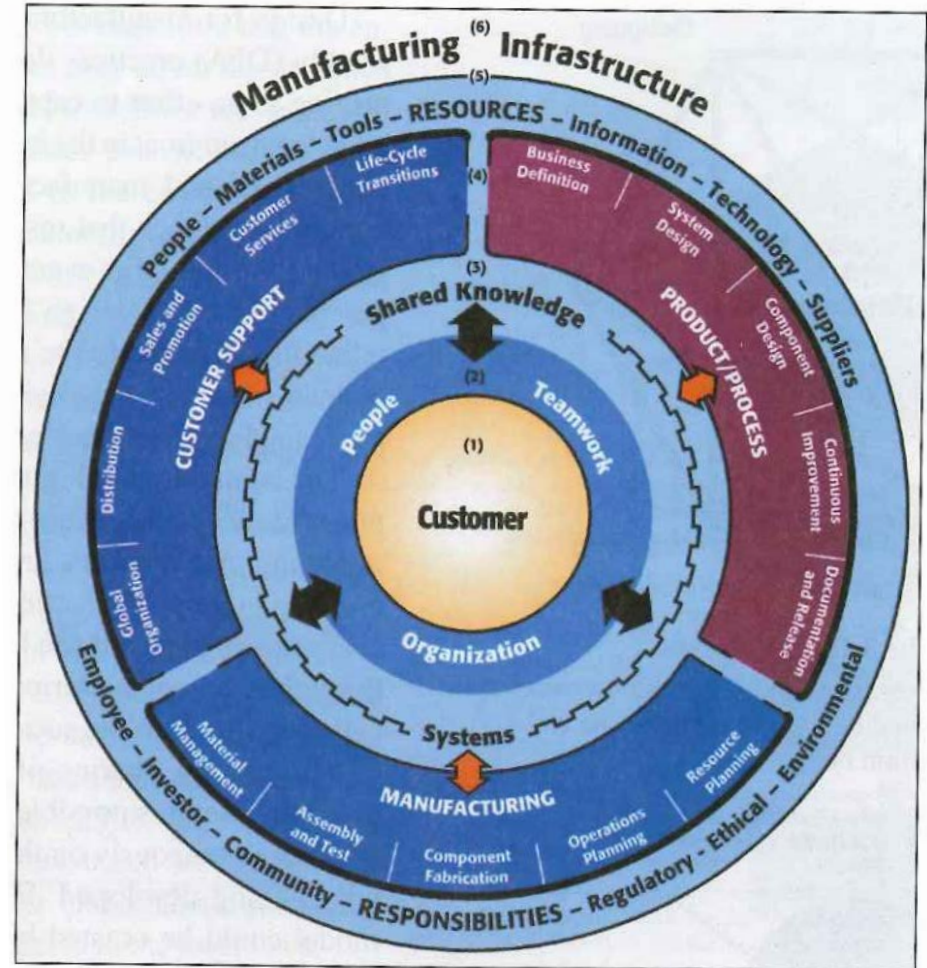 (6)
Manufacturing Infrastructure
(5)
People – Materials – Tools – RESOURCES – Information – Technology – Suppliers
(4)
Life-Cycle
Transitions
Customer
Services
Sales and
Promotion
Distribution
Global
Organization
CUSTOMER SUPPORT
Business
Definition
System
Design
Component
Design
Continuous
Improvement
Documentation
and Release
PRODUCT/PROCESS
(3)
Shared Knowledge
(2)
People
Teamwork
(1)
Customer
Organization
Systems
MANUFACTURING
Material
Management
Assembly
and Test
Component
Fabrication
Operations
Planning
Resource
Planning
Employee – Investor – Community – RESPONSIBILITIES – Regulatory - Ethical – Environmental